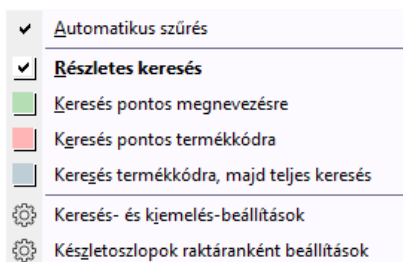 Automatikus szűrés
Részletes keresés
Keresés pontos megnevezésre
Keresés pontos termékkódra
Keresés termékkódra, majd teljes keresés
Keresés- és kiemelés-beállítások
Készletoszlopok raktáranként beállítások